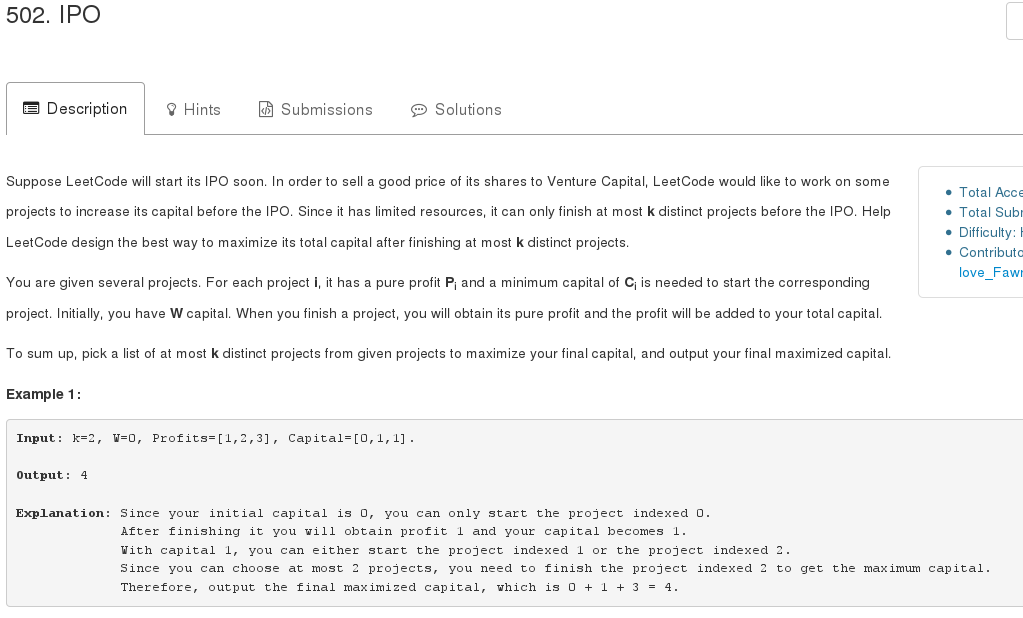 502. IPO
Description Hints Submissions Solutions
Suppose LeetCode will start its IPO soon. In order to sell a good price of its shares to Venture Capital, LeetCode would like to work on some
projects to increase its capital before the IPO. Since it has limited resources, it can only finish at most k distinct projects before the IPO. Help
LeetCode design the best way to maximize its total capital after finishing at most k distinct projects.
You are given several projects. For each project i, it has a pure profit Pi and a minimum capital of Ci is needed to start the corresponding
project. Initially, you have W capital. When you finish a project, you will obtain its pure profit and the profit will be added to your total capital.
To sum up, pick a list of at most k distinct projects from given projects to maximize your final capital, and output your final maximized capital.
Example 1:
Input: k=2, W=0, Profits=[1,2,3], Capital=[0,1,1].
Output: 4
Explanation: Since your initial capital is 0, you can only start the project indexed 0.
After finishing it you will obtain profit 1 and your capital becomes 1.
With capital 1, you can either start the project indexed 1 or the project indexed 2.
Since you can choose at most 2 projects, you need to finish the project indexed 2 to get the maximum capital.
Therefore, output the final maximized capital, which is 0 + 1 + 3 = 4.
• Total
• Total
• Difficulty: